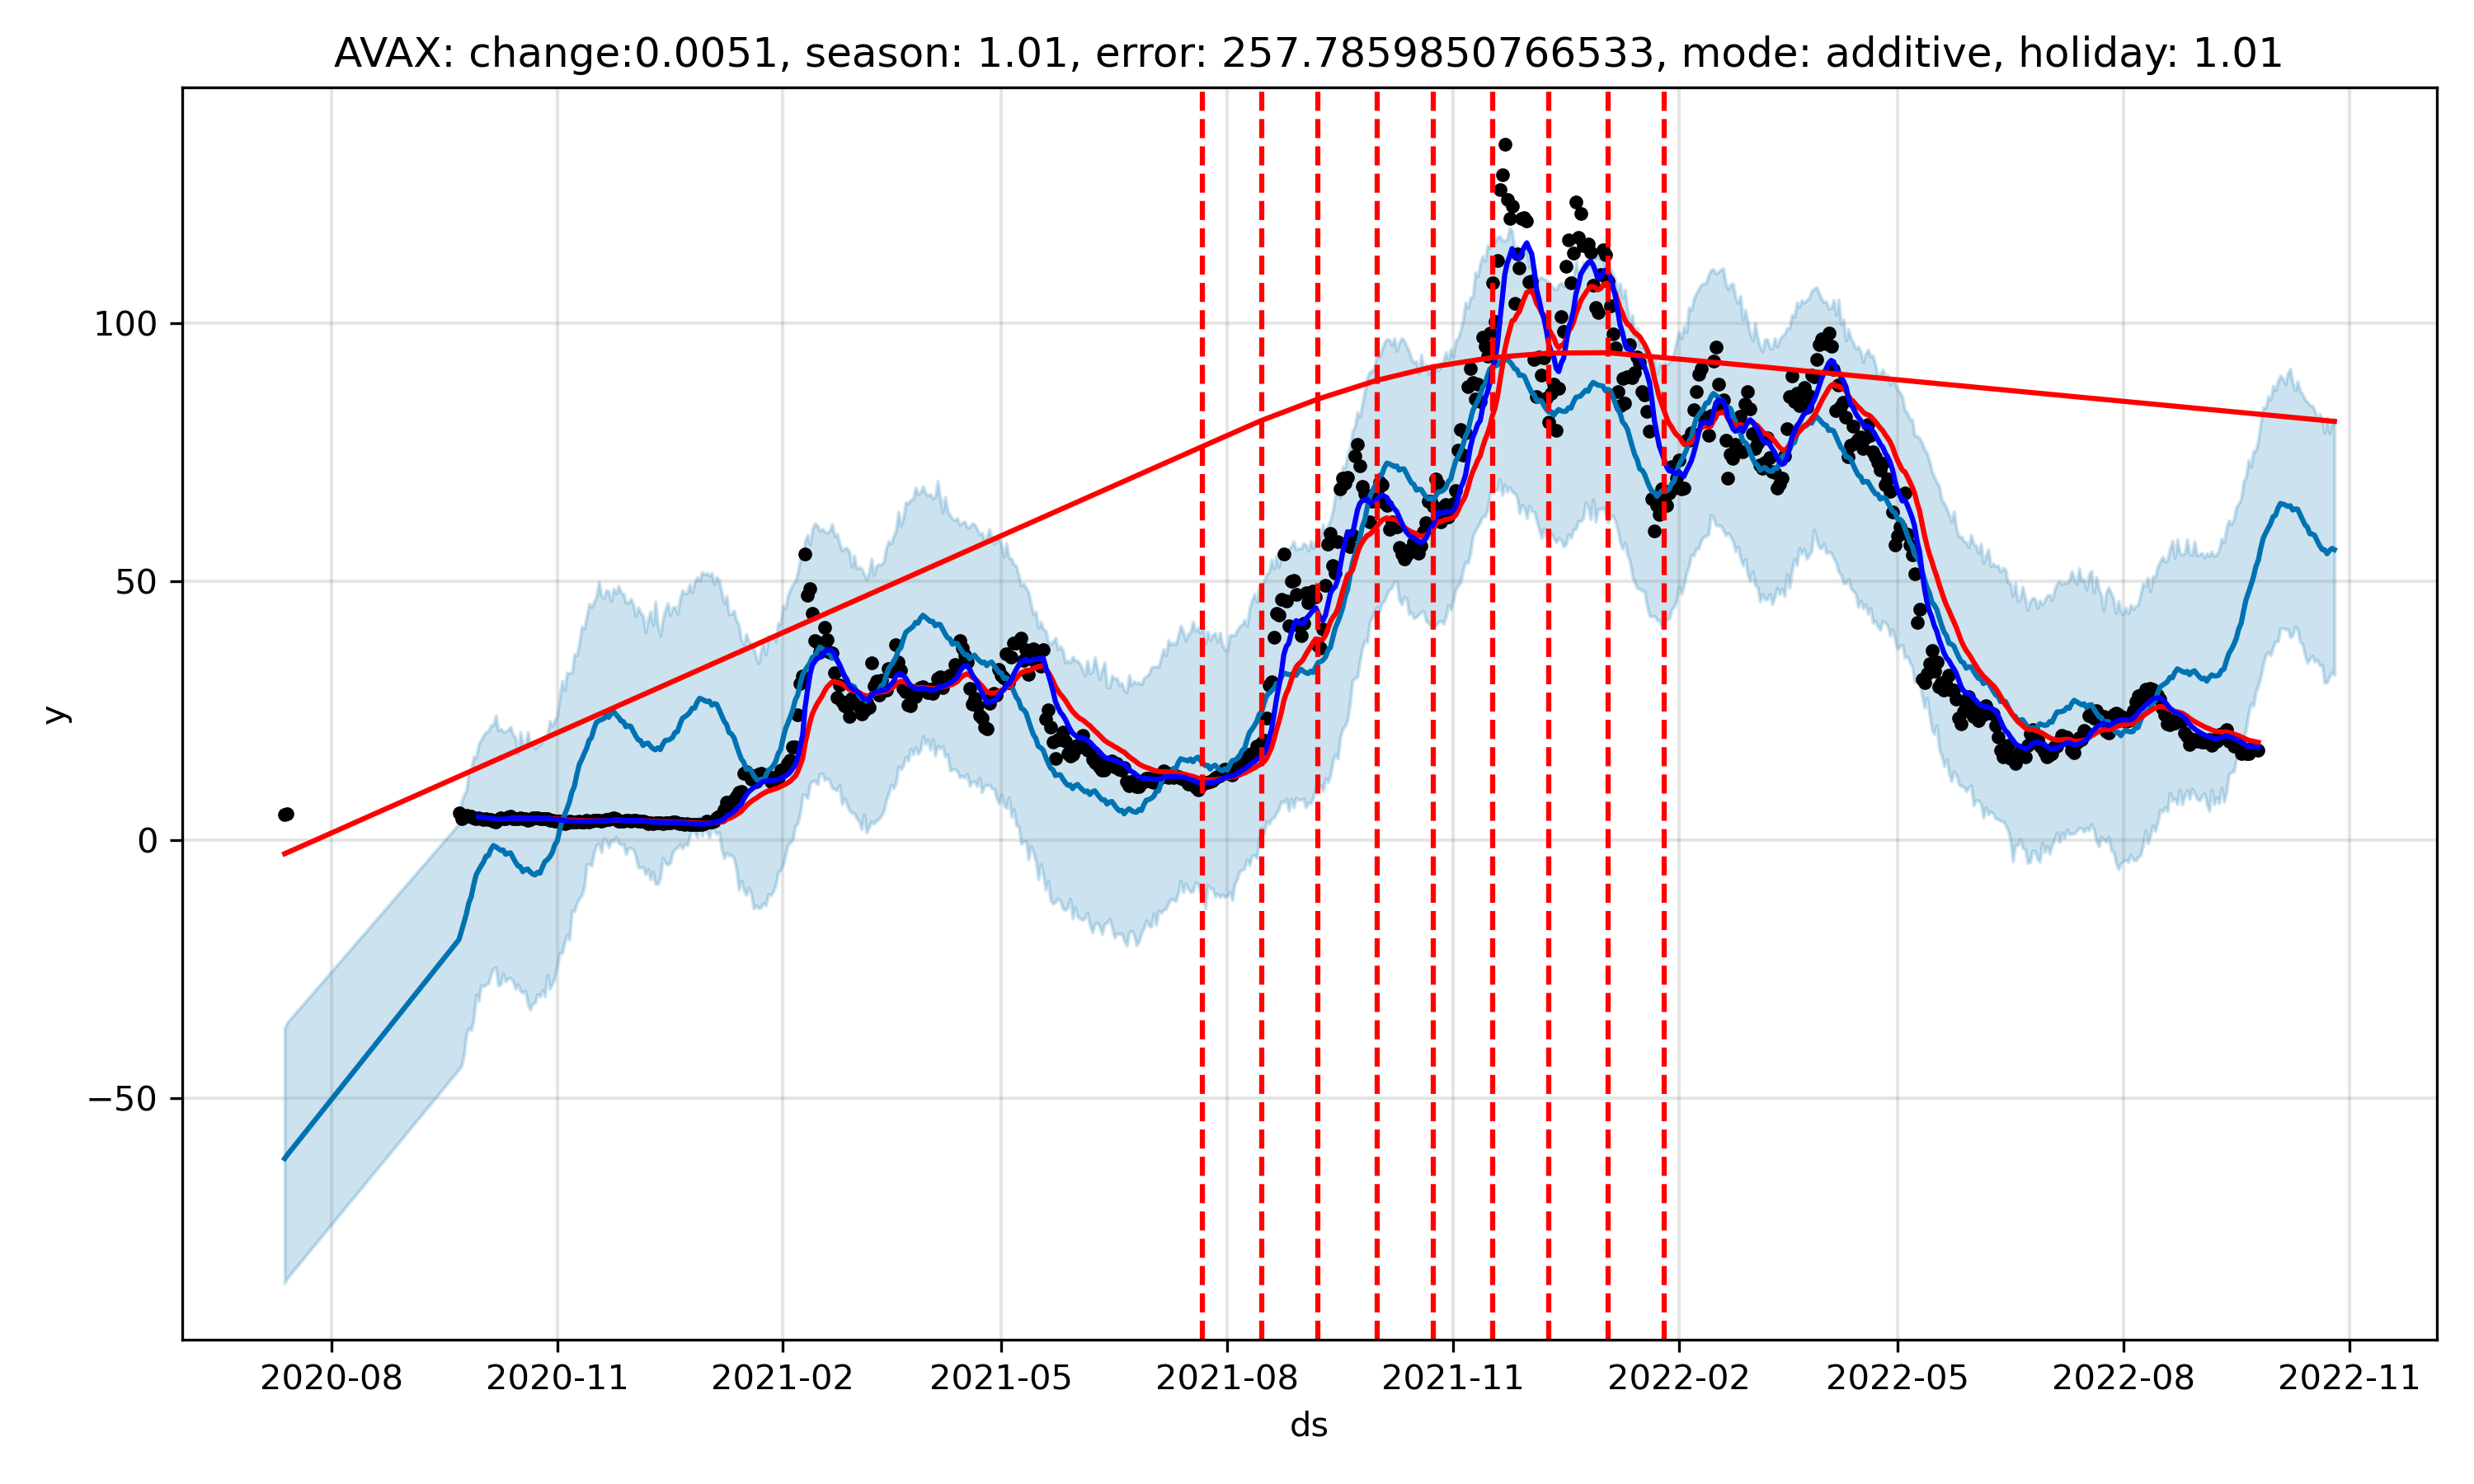 AVAX: change:0.0051, season: 1.01, error: 257.7859850766533, mode: additive, holiday: 1.01
y
100
50
0
−50
2020-08 2020-11 2021-02 2021-05 2021-08 2021-11 2022-02 2022-05 2022-08 2022-11
ds